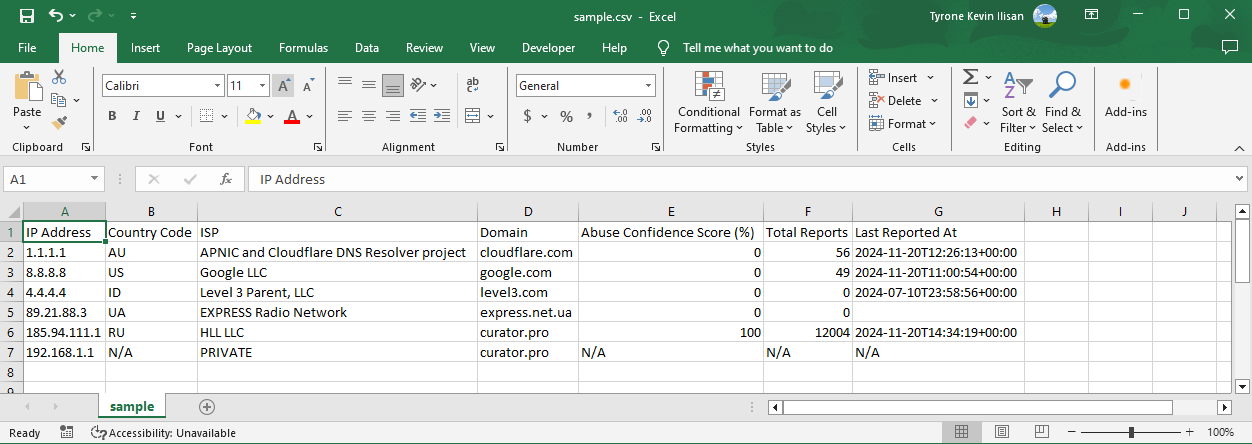 sample.csv - Excel
Tyrone Kevin Ilisan
File Home Insert Page Layout Formulas Data Review View Developer Help Tell me what you want to do
Paste
Calibri 11 A A
B I U A
ab
General
$ % ,
Conditional Formatting
Format as Table
Cell Styles
Insert
Delete
Format
Sort & Filter
Find & Select
Add-ins
Clipboard Font Alignment Number Styles Cells Editing Add-ins
A1 fx IP Address
A B C D E F G H I J
1 IP Address Country Code ISP Domain Abuse Confidence Score (%) Total Reports Last Reported At
2 1.1.1.1 AU APNIC and Cloudflare DNS Resolver project cloudflare.com 0 56 2024-11-20T12:26:13+00:00
3 8.8.8.8 US Google LLC google.com 0 49 2024-11-20T11:00:54+00:00
4 4.4.4.4 ID Level 3 Parent, LLC level3.com 0 0 2024-07-10T23:58:56+00:00
5 89.21.88.3 UA EXPRESS Radio Network express.net.ua 0 0
6 185.94.111.1 RU HLL LLC curator.pro 100 12004 2024-11-20T14:34:19+00:00
7 192.168.1.1 N/A PRIVATE curator.pro N/A N/A N/A
8
9
sample
Ready Accessibility: Unavailable 100%